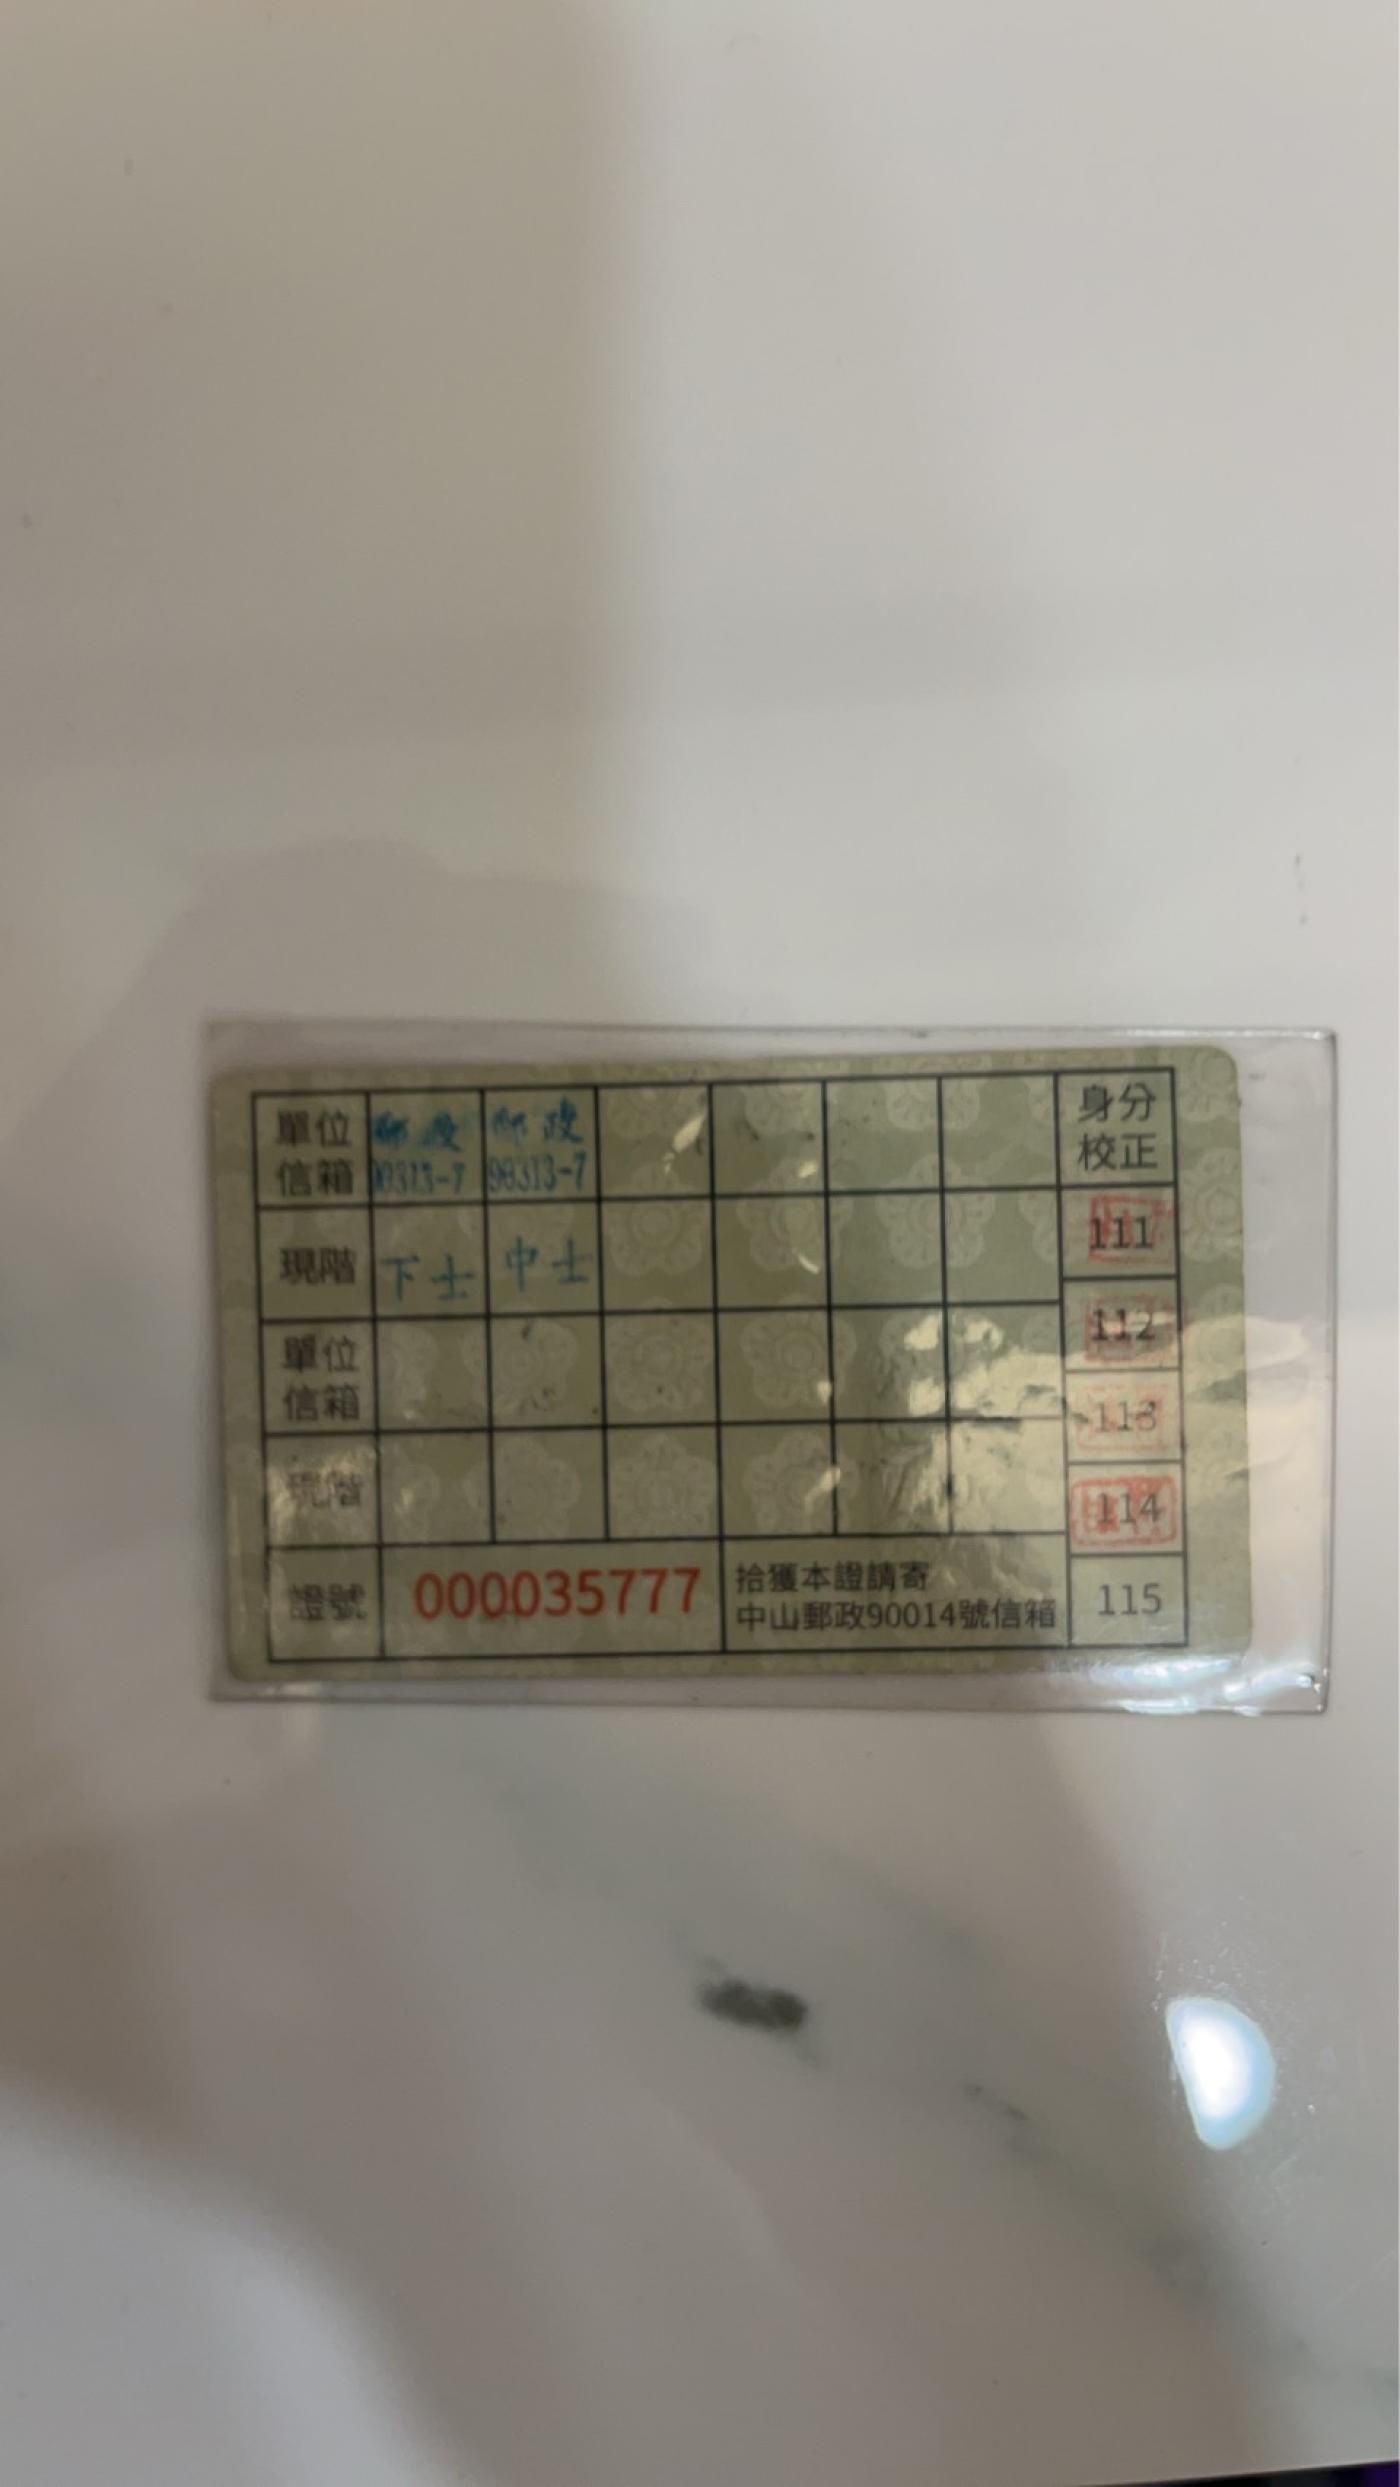 單位信箱 郵政 郵政 90313-7 身分校正
現階 下士 中士 111
單位信箱 112
現階 113
114
證號 000035777 拾獲本證請寄
中山郵政90014號信箱 115